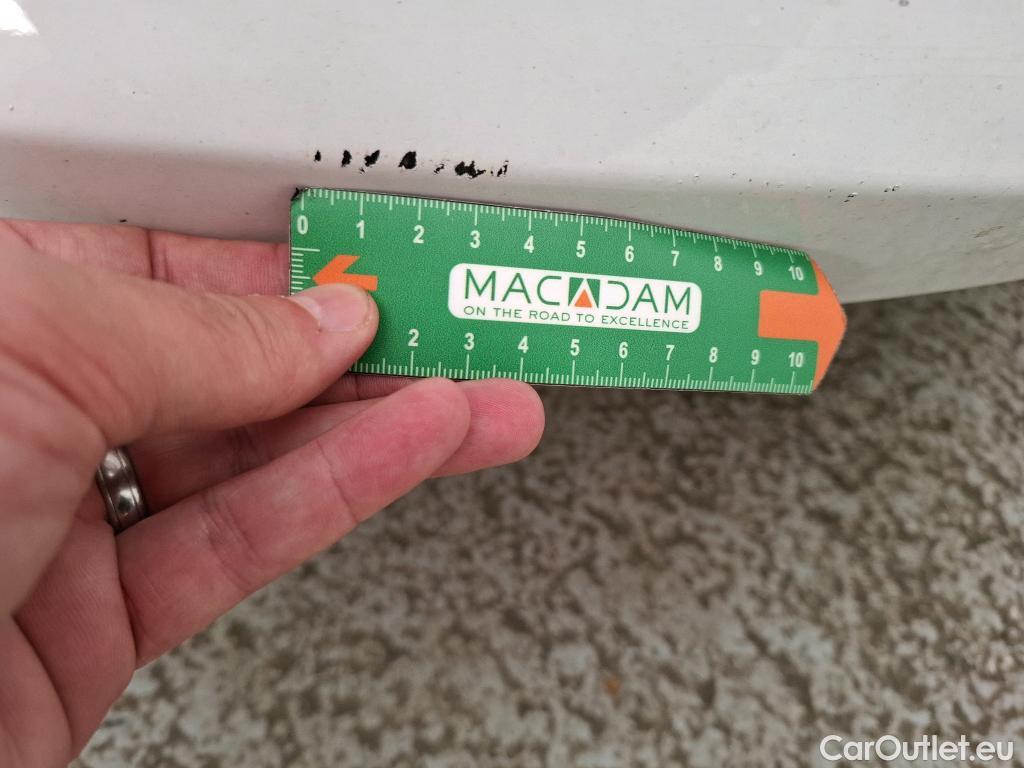 0 1 2 3 4 5 6 7 8 9 10
MACADAM
ON THE ROAD TO EXCELLENCE
2 3 4 5 6 7 8 9 10
CarOutlet.eu